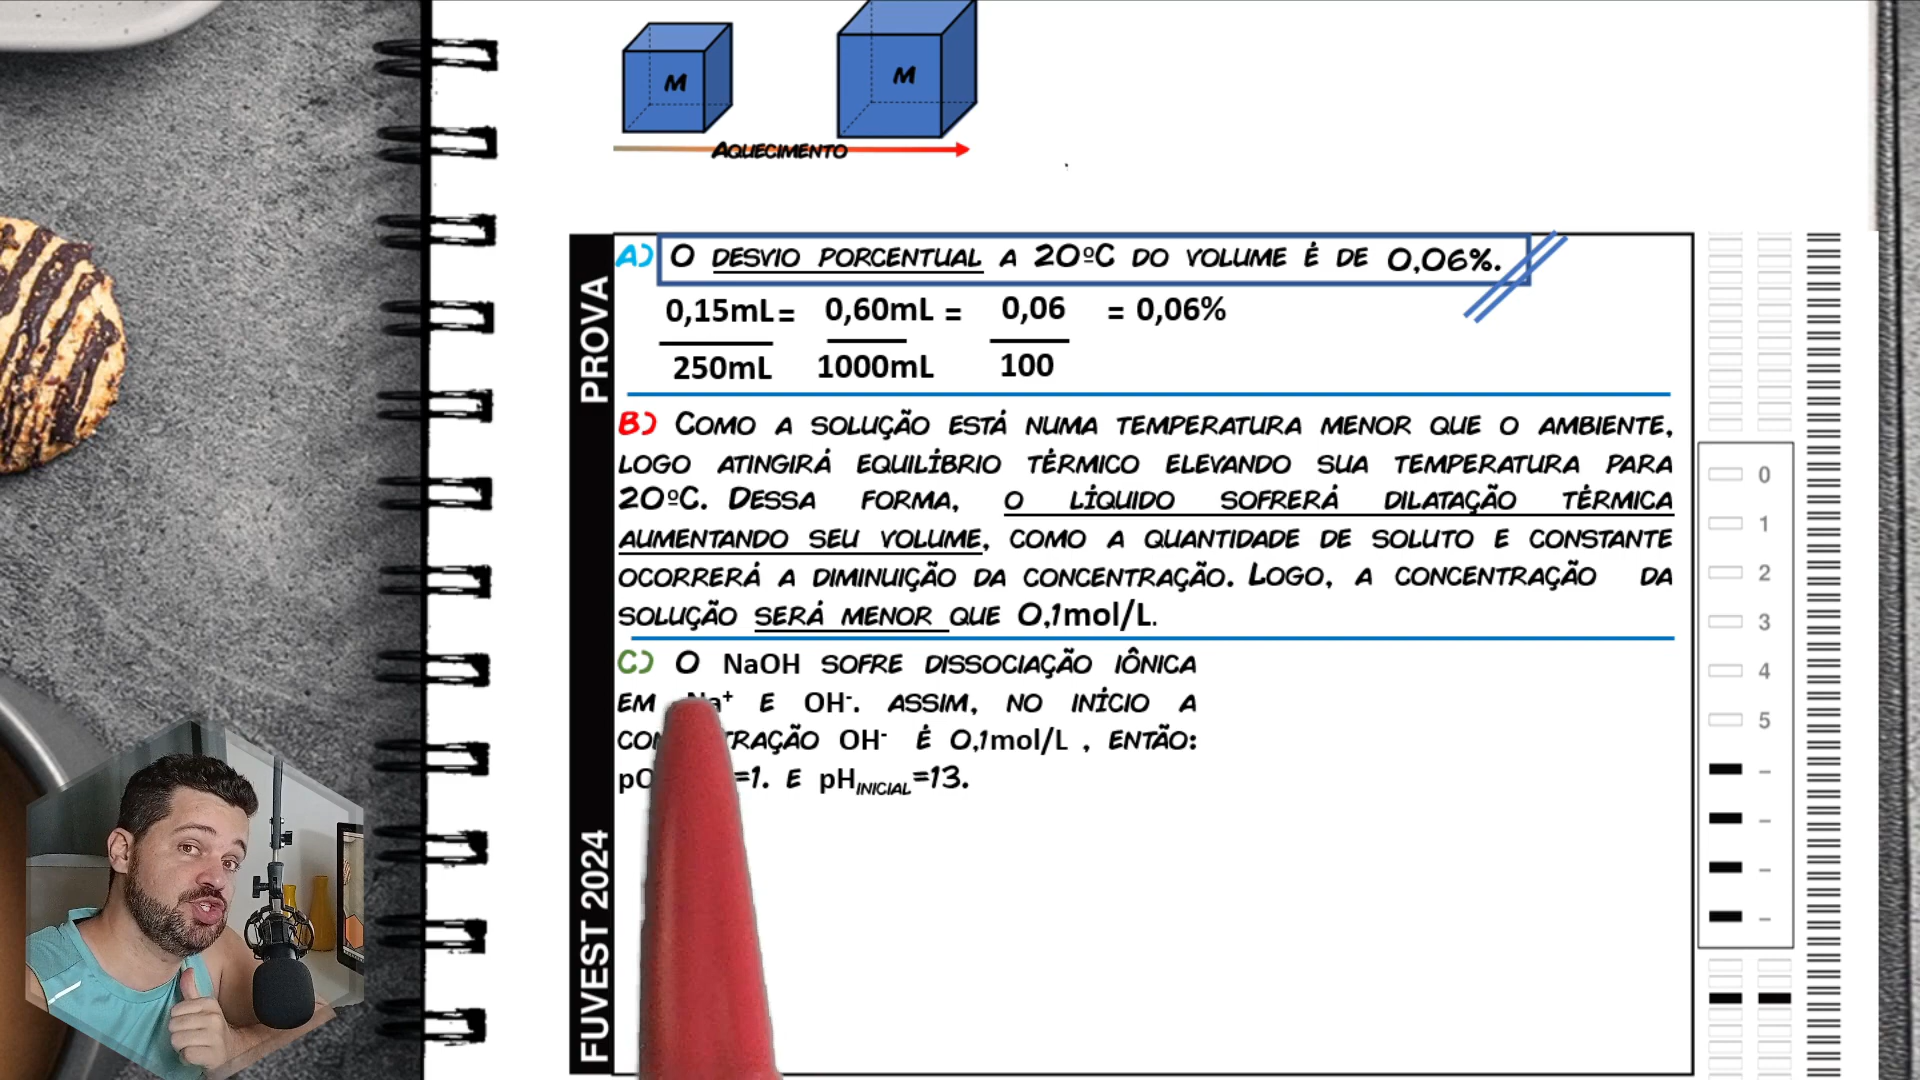 M
M
AQUECIMENTO
PROVA
FUVEST 2024
A) O DESVIO PORCENTUAL A 20ºC DO VOLUME É DE 0,06%.
0,15mL = 0,60mL = 0,06 = 0,06%
250mL 1000mL 100
B) COMO A SOLUÇÃO ESTÁ NUMA TEMPERATURA MENOR QUE O AMBIENTE,
LOGO ATINGIRÁ EQUILÍBRIO TÉRMICO ELEVANDO SUA TEMPERATURA PARA
20ºC. DESSA FORMA, O LÍQUIDO SOFRERÁ DILATAÇÃO TÉRMICA
AUMENTANDO SEU VOLUME, COMO A QUANTIDADE DE SOLUTO E CONSTANTE
OCORRERÁ A DIMINUIÇÃO DA CONCENTRAÇÃO. LOGO, A CONCENTRAÇÃO DA
SOLUÇÃO SERÁ MENOR QUE 0,1mol/L.
C) O NaOH SOFRE DISSOCIAÇÃO IÔNICA
EM Na⁺ E OH⁻. ASSIM, NO INÍCIO A
OH⁻ É 0,1mol/L , ENTÃO:
=1. E pH INICIAL =13.
0
1
2
3
4
5
–
–
–
–